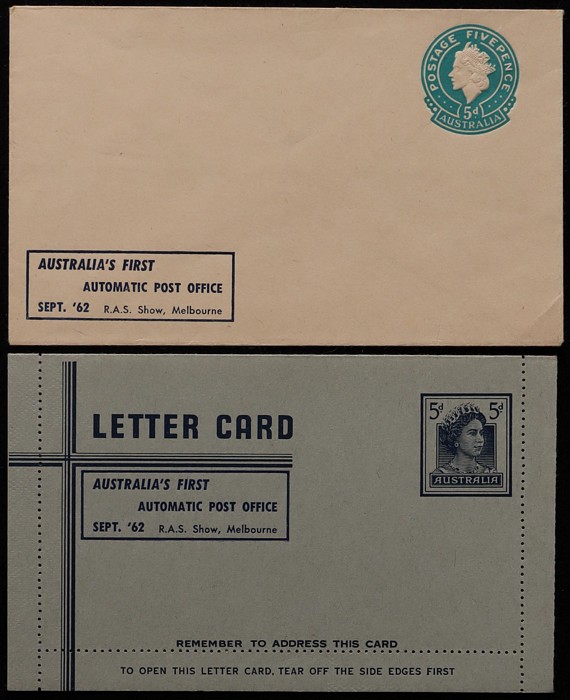 POSTAGE FIVEPENCE
5d
AUSTRALIA
AUSTRALIA'S FIRST
AUTOMATIC POST OFFICE
SEPT. '62 R.A.S. Show, Melbourne
LETTER CARD
5d 5d
AUSTRALIA
AUSTRALIA'S FIRST
AUTOMATIC POST OFFICE
SEPT. '62 R.A.S. Show, Melbourne
REMEMBER TO ADDRESS THIS CARD
TO OPEN THIS LETTER CARD, TEAR OFF THE SIDE EDGES FIRST